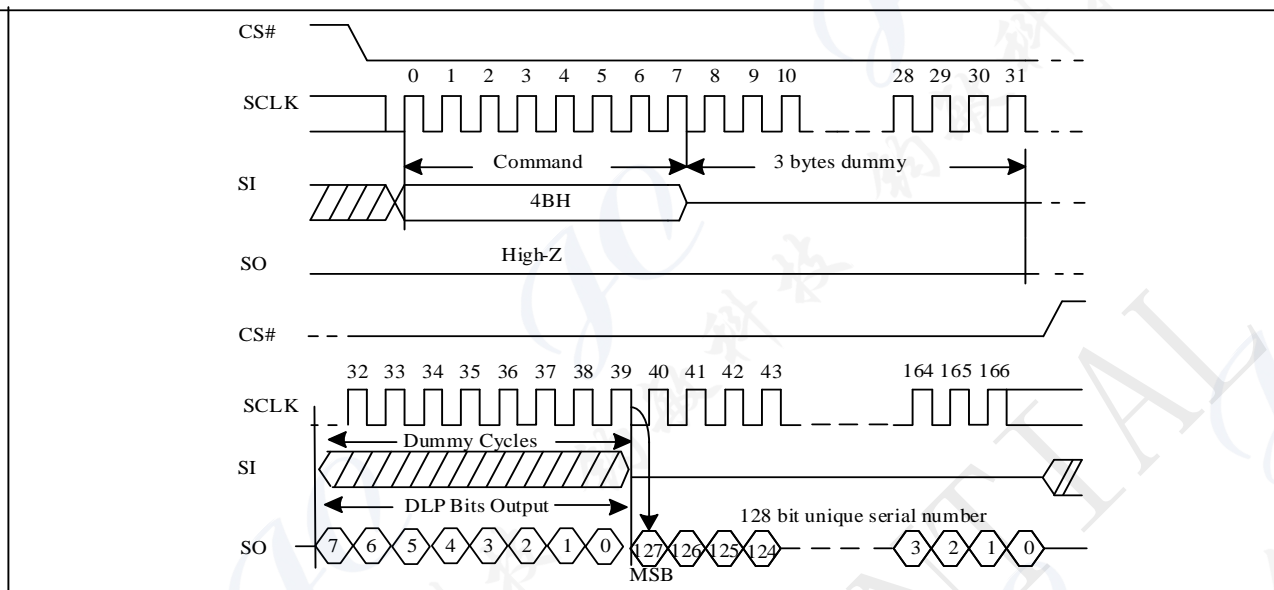 CS#
0 1 2 3 4 5 6 7 8 9 10 28 29 30 31
SCLK
Command 3 bytes dummy
SI
4BH
High-Z
SO
CS#
32 33 34 35 36 37 38 39 40 41 42 43 164 165 166
SCLK
Dummy Cycles
SI
DLP Bits Output 128 bit unique serial number
SO 7 6 5 4 3 2 1 0 127 126 125 124 3 2 1 0
MSB
NTIAL